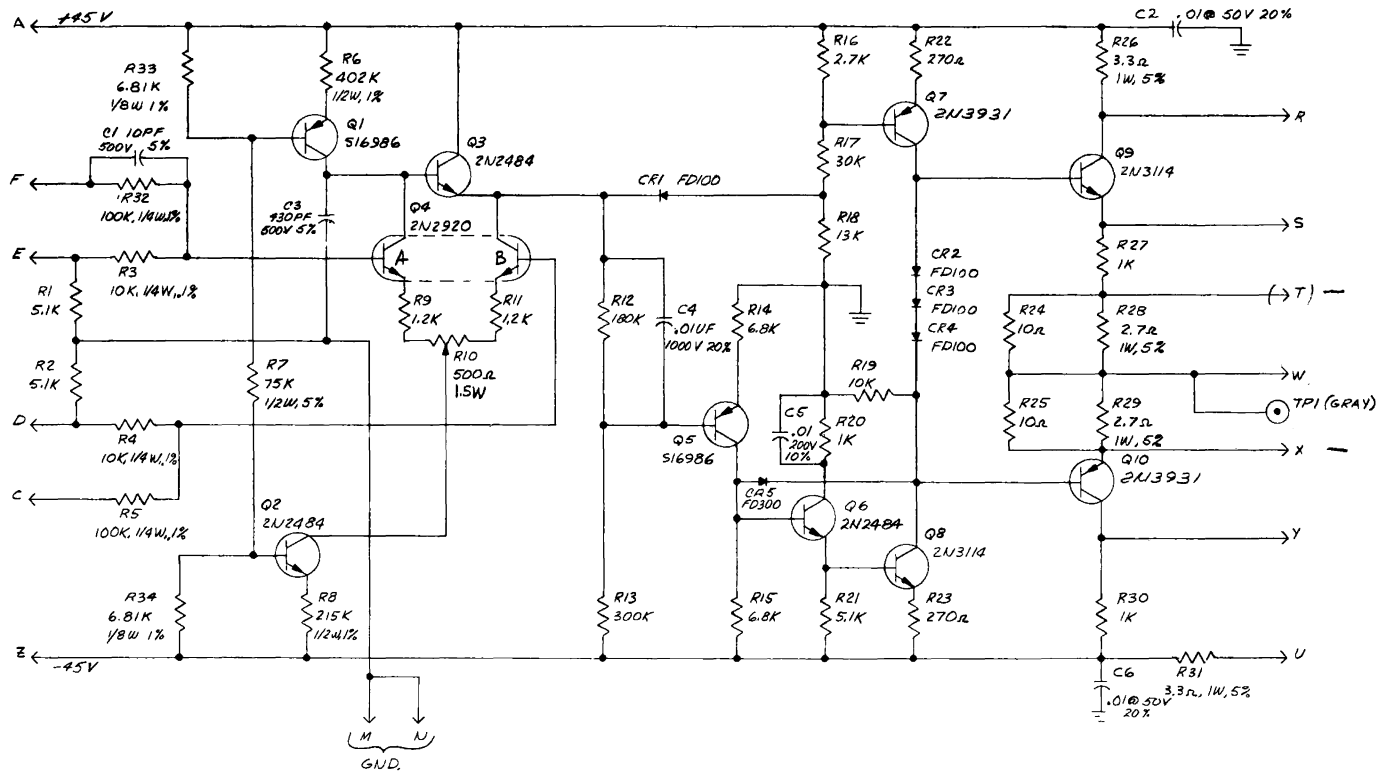 A +45V
C2 .01@ 50V 20%
R33
6.81K
1/8W 1%
R6
402K
1/2W, 1%
R16
2.7K
R22
270Ω
R26
3.3Ω
1W, 5%
C1 10PF
500V 5%
Q1
S16986
Q3
2N2484
Q7
2N3931
R
F
R32
100K, 1/4W, 1%
CR1 FD100
R17
30K
Q9
2N3114
C3
430PF
500V 5%
Q4
2N2920
R18
13K
S
E
R3
10K, 1/4W, .1%
A
B
CR2
FD100
R27
1K
R1
5.1K
R9
1.2K
R11
1.2K
R12
180K
C4
.01UF
1000V 20%
R14
6.8K
CR3
FD100
R24
10Ω
(T) —
R28
2.7Ω
1W, 5%
CR4
FD100
R2
5.1K
R7
75K
1/2W, 5%
R10
500Ω
1.5W
R19
10K
W
TP1 (GRAY)
R25
10Ω
R29
2.7Ω
1W, 5%
D
R4
10K, 1/4W, .1%
Q5
S16986
C5
.01
200V
10%
R20
1K
X —
Q10
2N3931
C
R5
100K, 1/4W, .1%
CR5
FD300
Q2
2N2484
Q6
2N2484
Q8
2N3114
Y
R34
6.81K
1/8W 1%
R8
215K
1/2W, 1%
R13
300K
R15
6.8K
R21
5.1K
R23
270Ω
R30
1K
Z -45V
U
R31
3.3Ω, 1W, 5%
C6
.01@ 50V
20%
M N
GND.